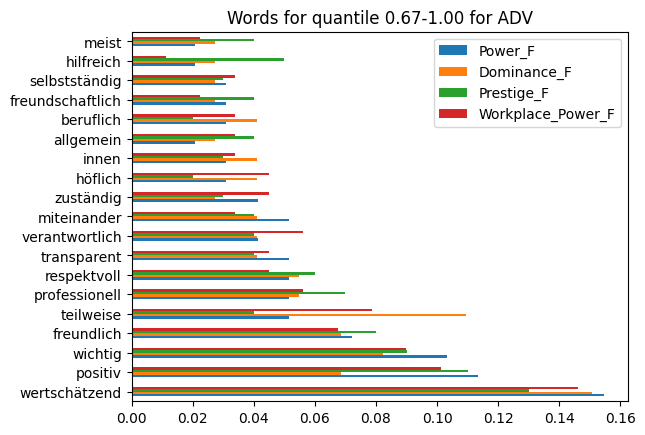 Words for quantile 0.67-1.00 for ADV
Power_F
Dominance_F
Prestige_F
Workplace_Power_F
meist
hilfreich
selbstständig
freundschaftlich
beruflich
allgemein
innen
höflich
zuständig
miteinander
verantwortlich
transparent
respektvoll
professionell
teilweise
freundlich
wichtig
positiv
wertschätzend
0.00 0.02 0.04 0.06 0.08 0.10 0.12 0.14 0.16